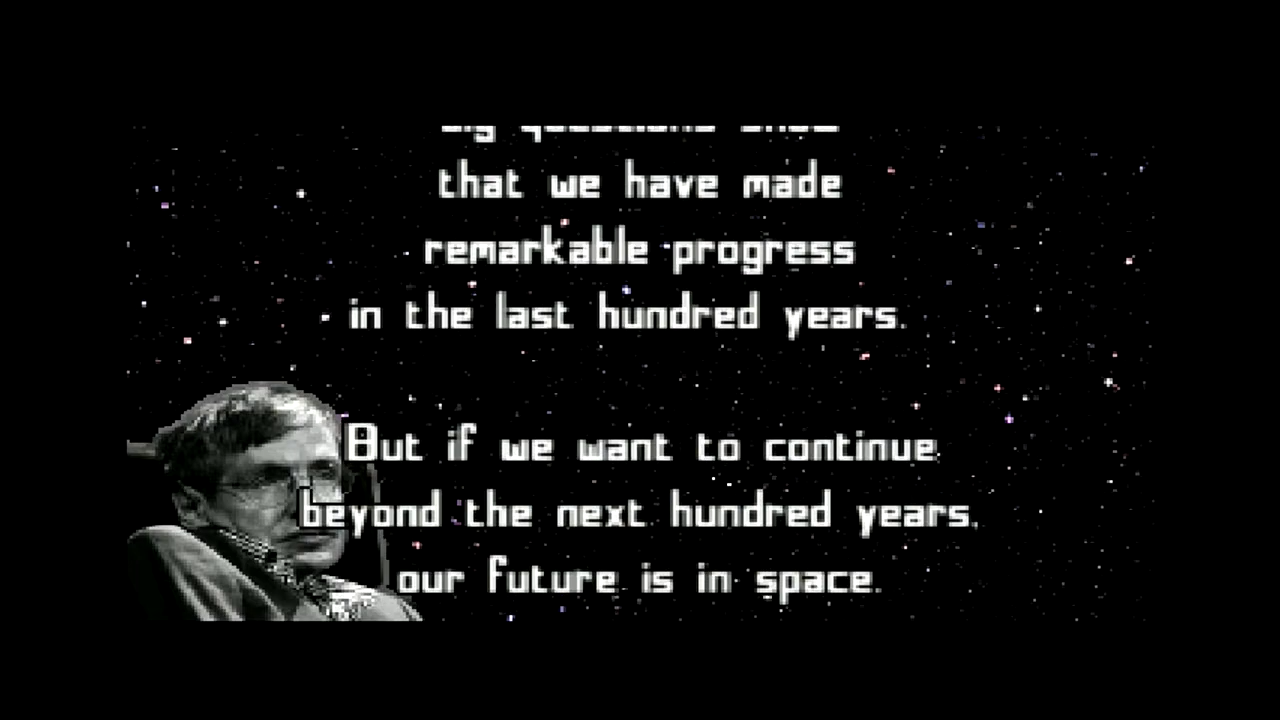 that we have made
remarkable progress
in the last hundred years.
But if we want to continue
beyond the next hundred years,
our future is in space.